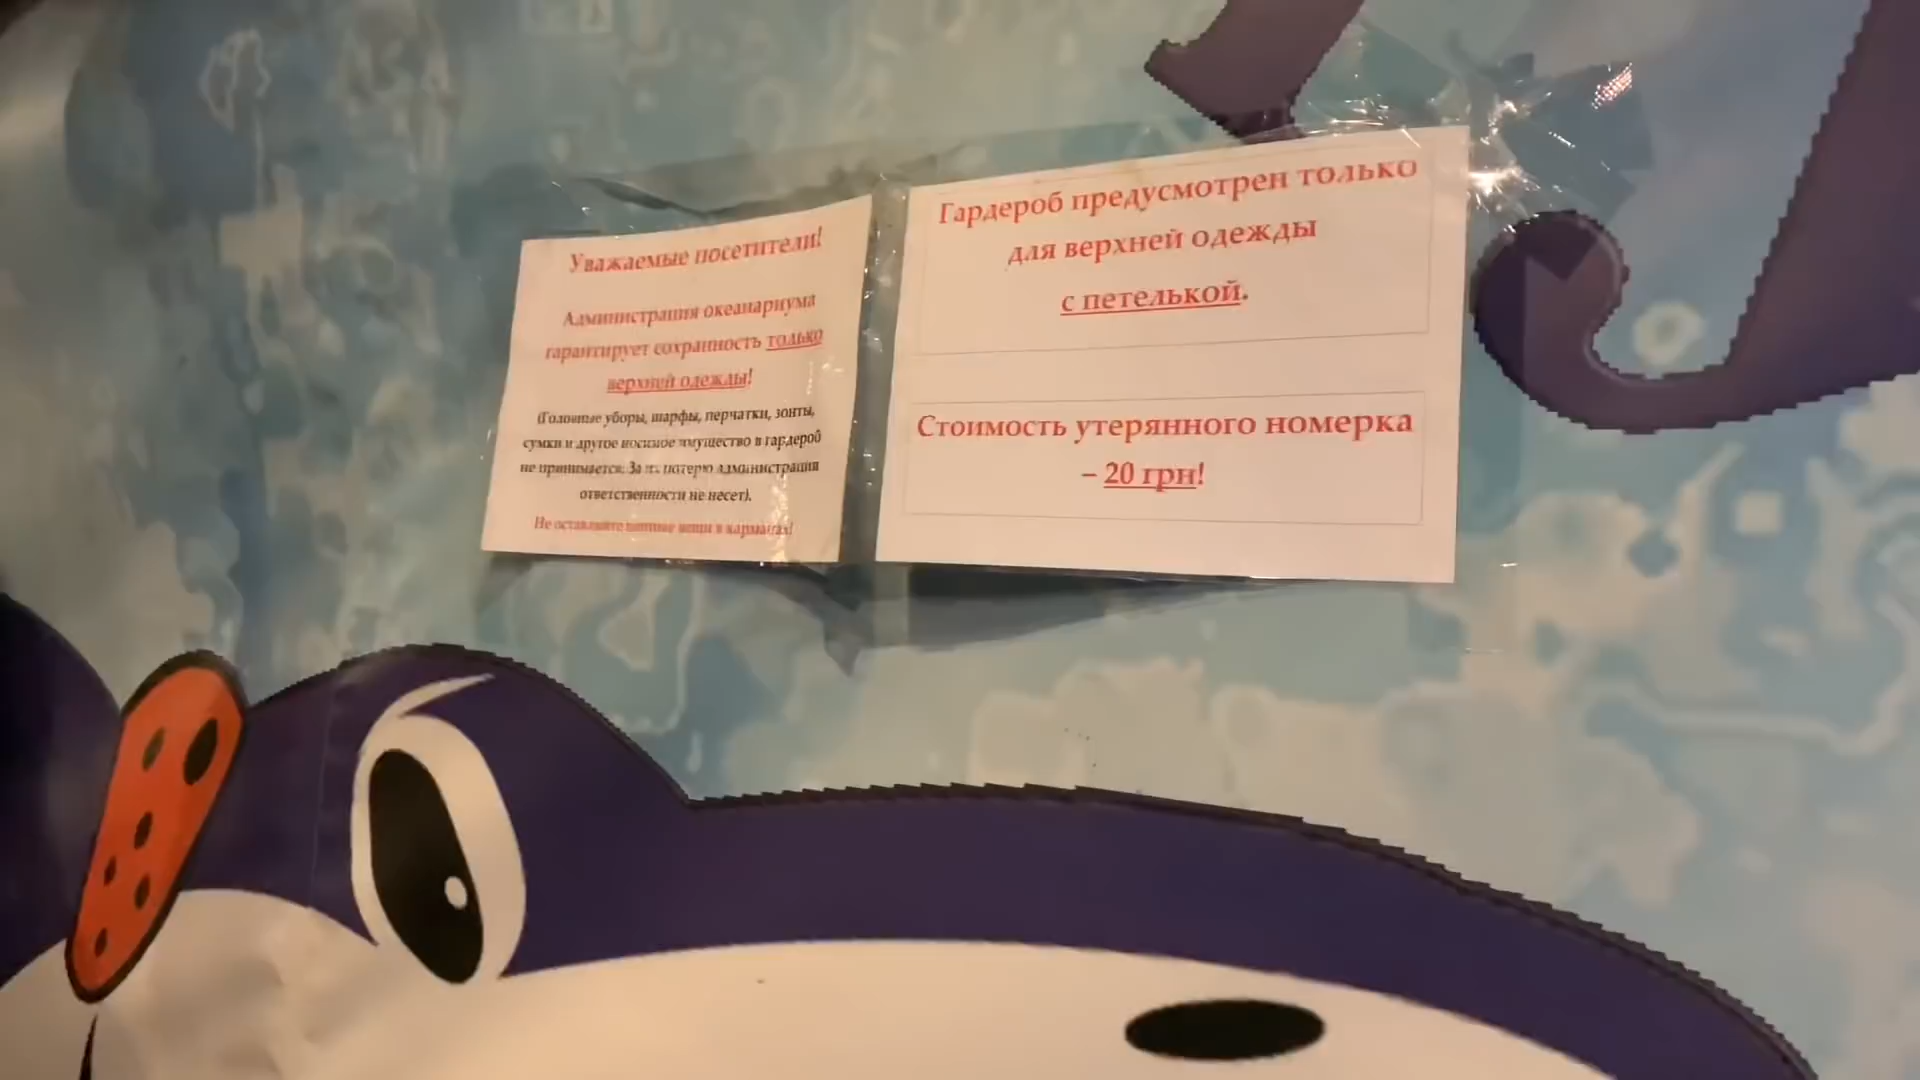 Уважаемые посетители!
Администрация океанариума
гарантирует сохранность только
верхней одежды!
(Головные уборы, шарфы, перчатки, зонты,
сумки и другое носимое имущество в гардероб
не принимается. За их потерю администрация
ответственности не несет).
Не оставляйте ценные вещи в карманах!
Гардероб предусмотрен только
для верхней одежды
с петелькой.
Стоимость утерянного номерка
– 20 грн!